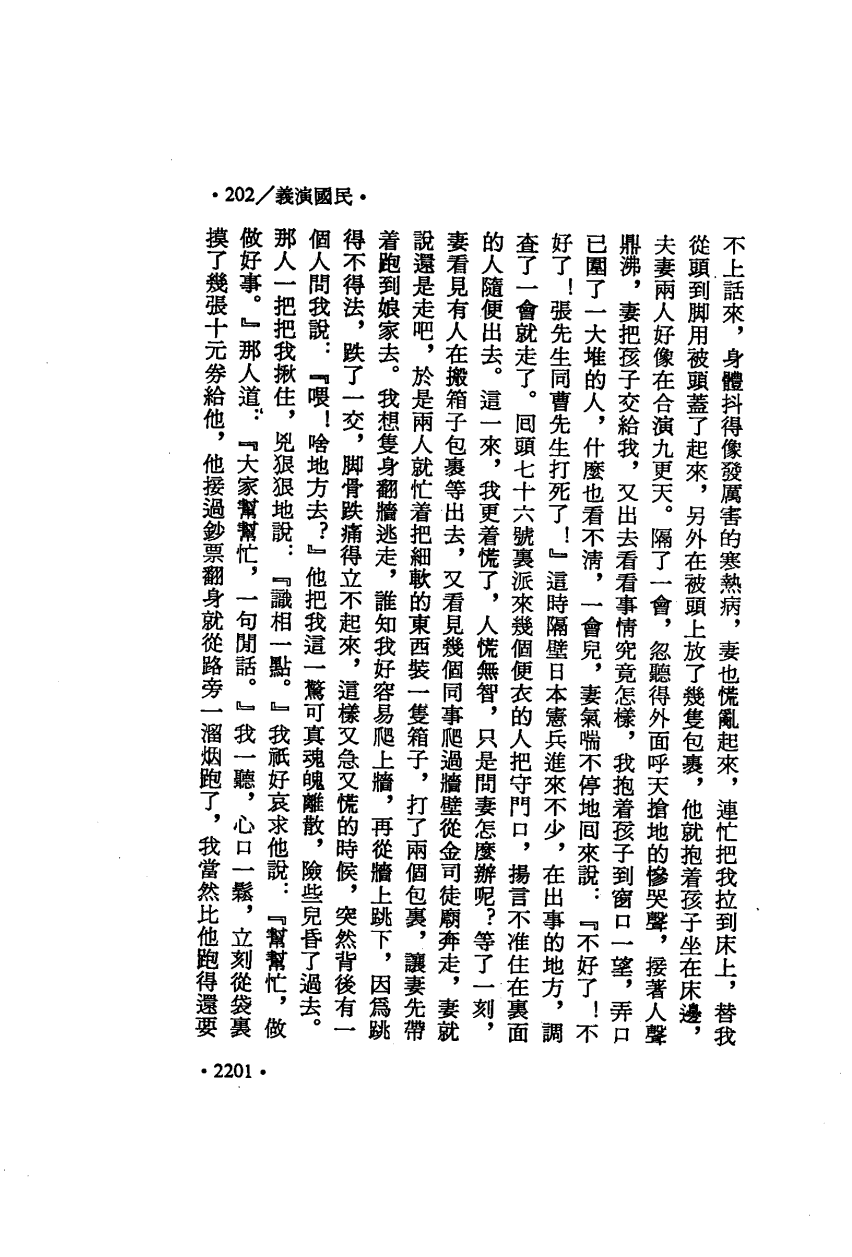 ·202／義演國民·
不上話來，身體抖得像發厲害的寒熱病，妻也慌亂起來，連忙把我拉到床上，替我
從頭到脚用被頭蓋了起來，另外在被頭上放了幾隻包裹，他就抱着孩子坐在床邊，
夫妻兩人好像在合演九更天。隔了一會，忽聽得外面呼天搶地的慘哭聲，接著人聲
鼎沸，妻把孩子交給我，又出去看看事情究竟怎樣，我抱着孩子到窗口一望，弄口
已圍了一大堆的人，什麼也看不清，一會兒，妻氣喘不停地囘來說：『不好了！不
好了！張先生同曹先生打死了！』這時隔壁日本憲兵進來不少，在出事的地方，調
查了一會就走了。囘頭七十六號裏派來幾個便衣的人把守門口，揚言不准住在裏面
的人隨便出去。這一來，我更着慌了，人慌無智，只是問妻怎麼辦呢？等了一刻，
妻看見有人在搬箱子包裹等出去，又看見幾個同事爬過牆壁從金司徒廟奔走，妻就
說還是走吧，於是兩人就忙着把細軟的東西裝一隻箱子，打了兩個包裹，讓妻先帶
着跑到娘家去。我想隻身翻牆逃走，誰知我好容易爬上牆，再從牆上跳下，因爲跳
得不得法，跌了一交，脚骨跌痛得立不起來，這樣又急又慌的時候，突然背後有一
個人問我說：『喂！啥地方去？』他把我這一驚可真魂魄離散，險些兒昏了過去。
那人一把把我揪住，兇狠狠地說：『識相一點。』我祇好哀求他說：『幫幫忙，做
做好事。』那人道：『大家幫幫忙，一句閒話。』我一聽，心口一鬆，立刻從袋裏
摸了幾張十元券給他，他接過鈔票翻身就從路旁一溜烟跑了，我當然比他跑得還要
·2201·